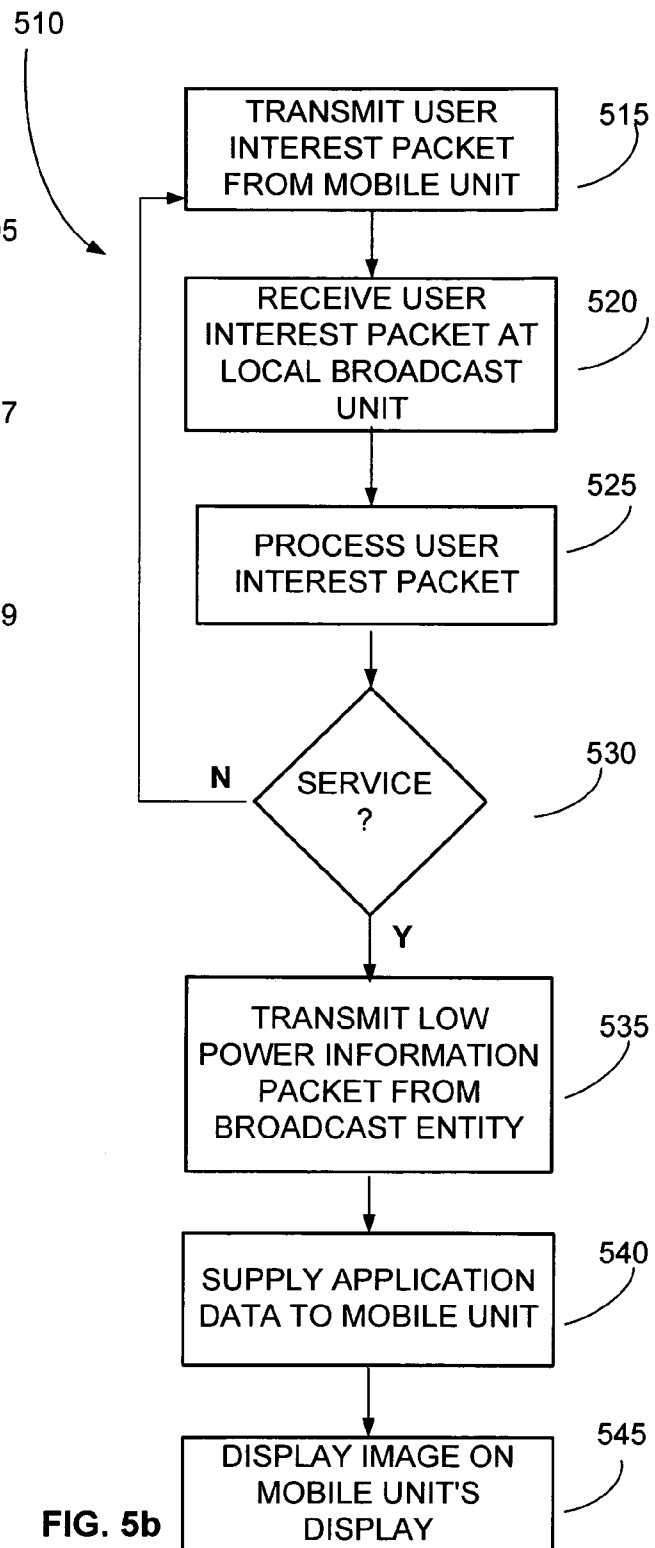 510
TRANSMIT USER
INTEREST PACKET
FROM MOBILE UNIT
515
05
RECEIVE USER
INTEREST PACKET AT
LOCAL BROADCAST
UNIT
520
7
525
PROCESS USER
INTEREST PACKET
9
N
SERVICE
?
530
Y
TRANSMIT LOW
POWER INFORMATION
PACKET FROM
BROADCAST ENTITY
535
SUPPLY APPLICATION
DATA TO MOBILE UNIT
540
DISPLAY IMAGE ON
MOBILE UNIT'S
DISPLAY
545
FIG. 5b